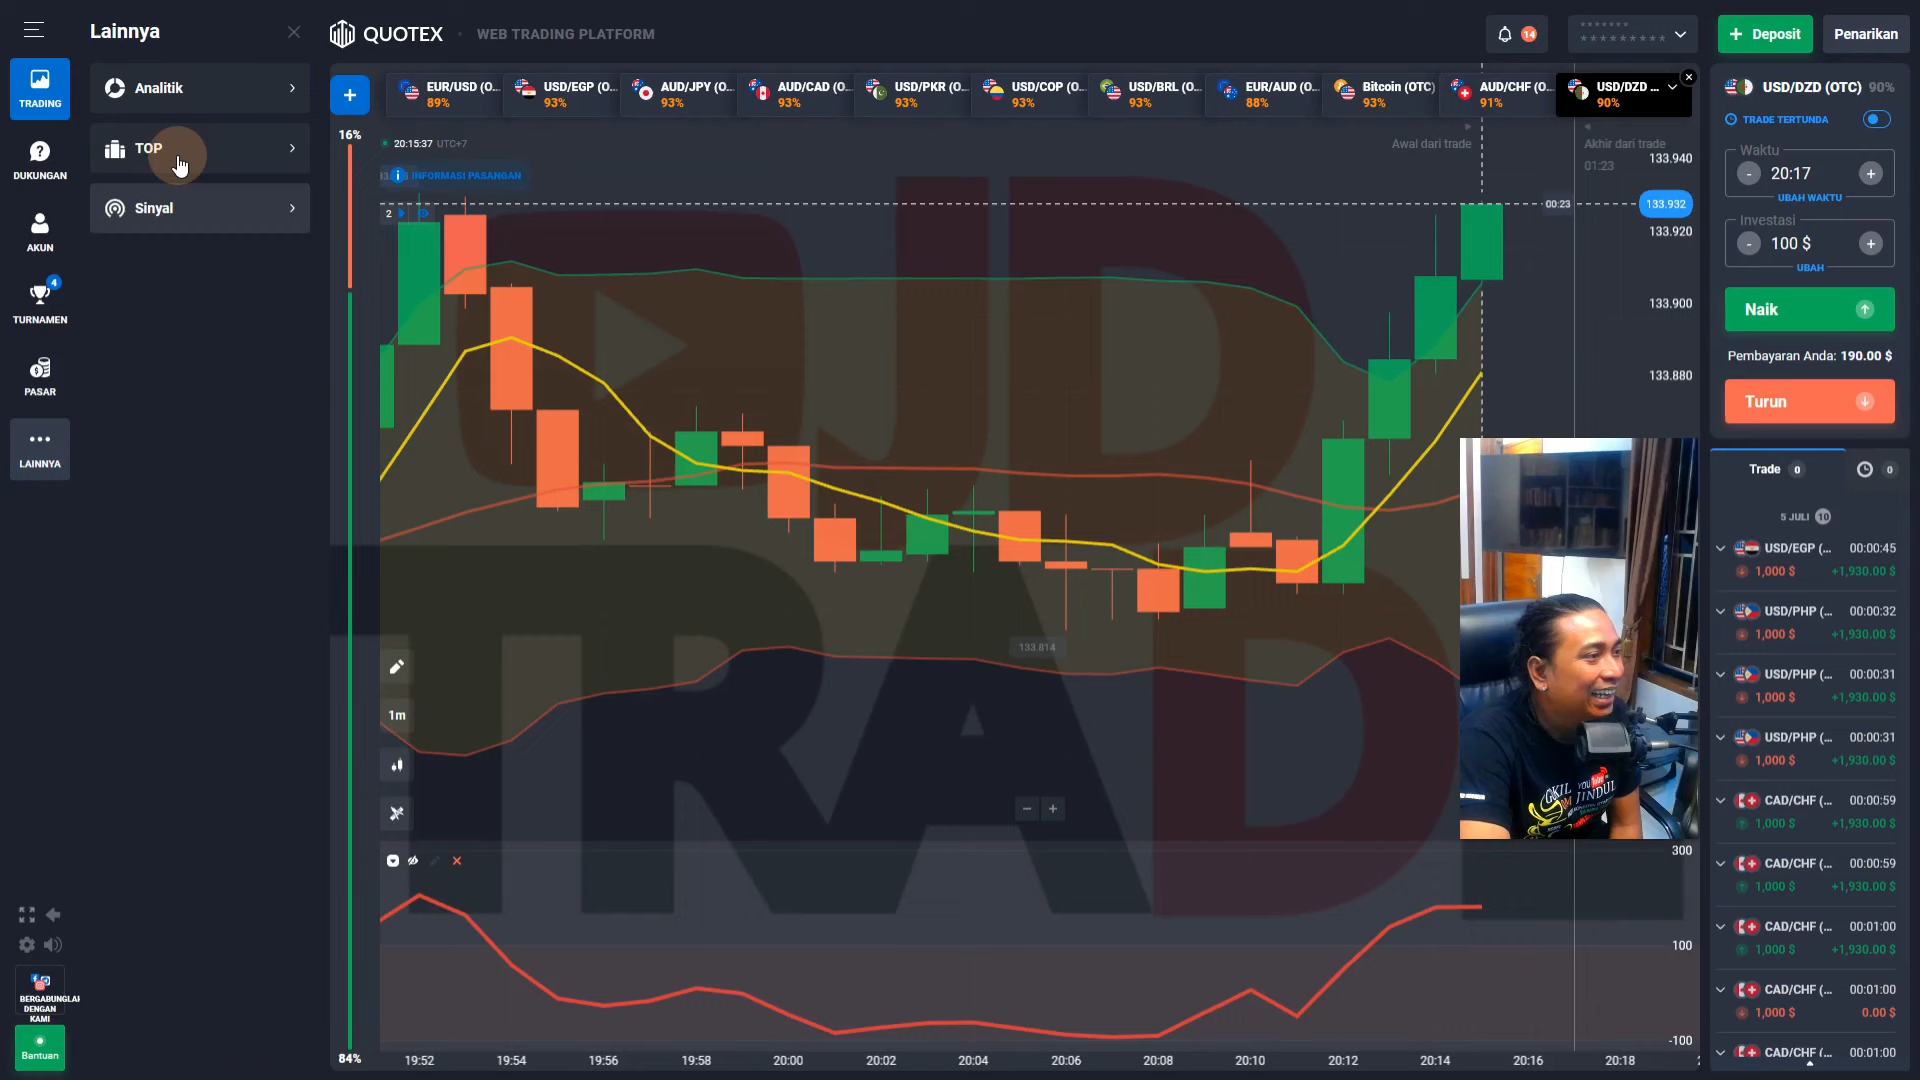 Lainnya
QUOTEX
WEB TRADING PLATFORM
14
Deposit
Penarikan
TRADING
DUKUNGAN
AKUN
4
TURNAMEN
PASAR
LAINNYA
Analitik
TOP
Sinyal
EUR/USD (O...
89%
USD/EGP (O...
93%
AUD/JPY (O...
93%
AUD/CAD (O...
93%
USD/PKR (O...
93%
USD/COP (O...
93%
USD/BRL (O...
93%
EUR/AUD (O...
88%
Bitcoin (OTC)
93%
AUD/CHF (O...
91%
USD/DZD ...
90%
16%
20:15:37 UTC+7
INFORMASI PASANGAN
2
Awal dari trade
Akhir dari trade
01:23
00:23
133.940
133.932
133.920
133.900
133.880
133.814
JD
TRAD
1m
300
100
-100
84%
19:52
19:54
19:56
19:58
20:00
20:02
20:04
20:06
20:08
20:10
20:12
20:14
20:16
20:18
USD/DZD (OTC) 90%
TRADE TERTUNDA
Waktu
- 20:17 +
UBAH WAKTU
Investasi
- 100 $ +
UBAH
Naik
Pembayaran Anda: 190.00 $
Turun
Trade 0
0
5 JULI 10
USD/EGP (... 00:00:45
1,000 $ +1,930.00 $
USD/PHP (... 00:00:32
1,000 $ +1,930.00 $
USD/PHP (... 00:00:31
1,000 $ +1,930.00 $
USD/PHP (... 00:00:31
1,000 $ +1,930.00 $
CAD/CHF (... 00:00:59
1,000 $ +1,930.00 $
CAD/CHF (... 00:00:59
1,000 $ +1,930.00 $
CAD/CHF (... 00:01:00
1,000 $ +1,930.00 $
CAD/CHF (... 00:01:00
1,000 $ 0.00 $
CAD/CHF (... 00:01:00
BERGABUNGLAH
DENGAN
KAMI
Bantuan
YOU
JINDUL